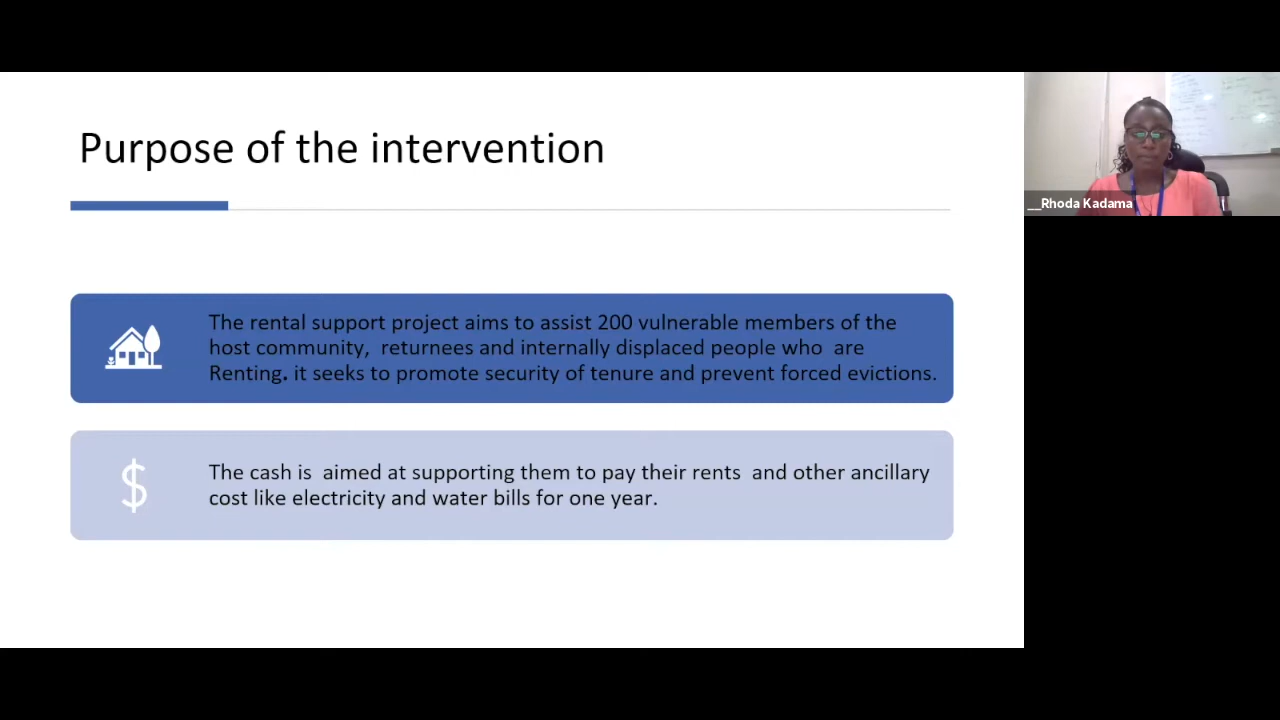 Purpose of the intervention
__Rhoda Kadama
The rental support project aims to assist 200 vulnerable members of the
host community,  returnees and internally displaced people who  are
Renting. it seeks to promote security of tenure and prevent forced evictions.
$
The cash is  aimed at supporting them to pay their rents  and other ancillary
cost like electricity and water bills for one year.